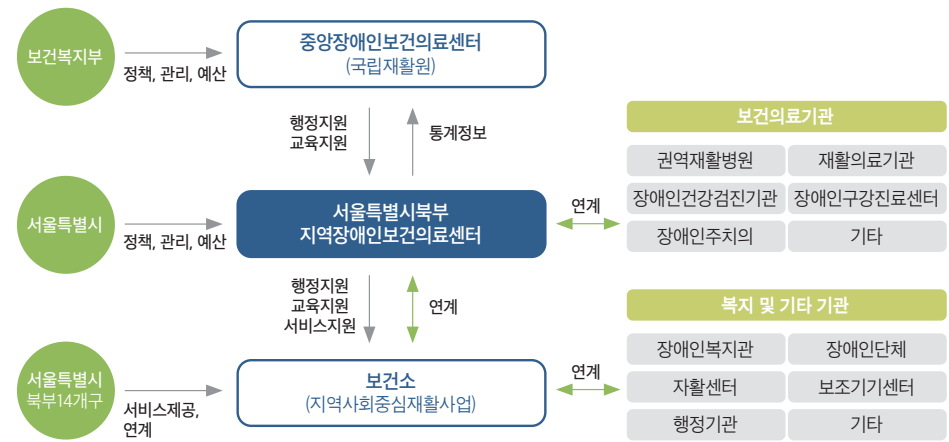 보건복지부
정책, 관리, 예산
중앙장애인보건의료센터
(국립재활원)
행정지원
교육지원
통계정보
서울특별시
정책, 관리, 예산
서울특별시북부
지역장애인보건의료센터
연계
보건의료기관
권역재활병원 재활의료기관
장애인건강검진기관 장애인구강진료센터
장애인주치의 기타
행정지원
교육지원
서비스지원
연계
서울특별시
북부14개구
서비스제공,
연계
보건소
(지역사회중심재활사업)
연계
복지 및 기타 기관
장애인복지관 장애인단체
자활센터 보조기기센터
행정기관 기타